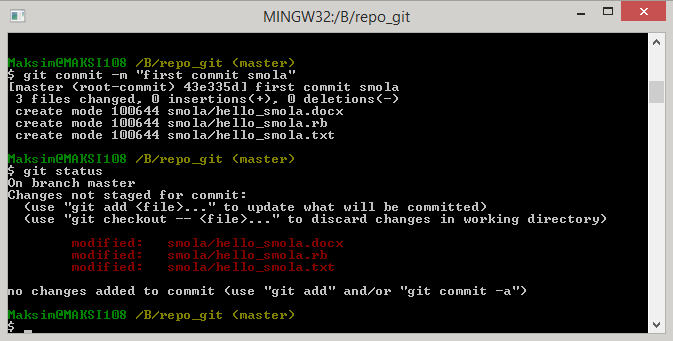 MINGW32:/B/repo_git
Maksim@MAKSI108 /B/repo_git (master)
$ git commit -m "first commit smola"
[master (root-commit) 43e335d] first commit smola
 3 files changed, 0 insertions(+), 0 deletions(-)
 create mode 100644 smola/hello_smola.docx
 create mode 100644 smola/hello_smola.rb
 create mode 100644 smola/hello_smola.txt
Maksim@MAKSI108 /B/repo_git (master)
$ git status
On branch master
Changes not staged for commit:
  (use "git add <file>..." to update what will be committed)
  (use "git checkout -- <file>..." to discard changes in working directory)
        modified:   smola/hello_smola.docx
        modified:   smola/hello_smola.rb
        modified:   smola/hello_smola.txt
no changes added to commit (use "git add" and/or "git commit -a")
Maksim@MAKSI108 /B/repo_git (master)
$ _